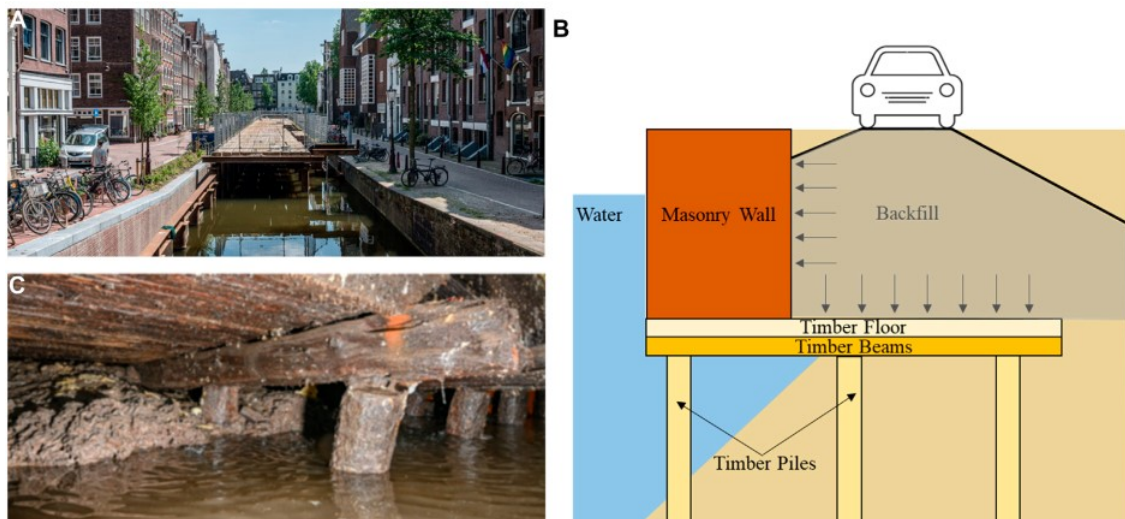 A
B
C
Water
Masonry Wall
Backfill
Timber Floor
Timber Beams
Timber Piles